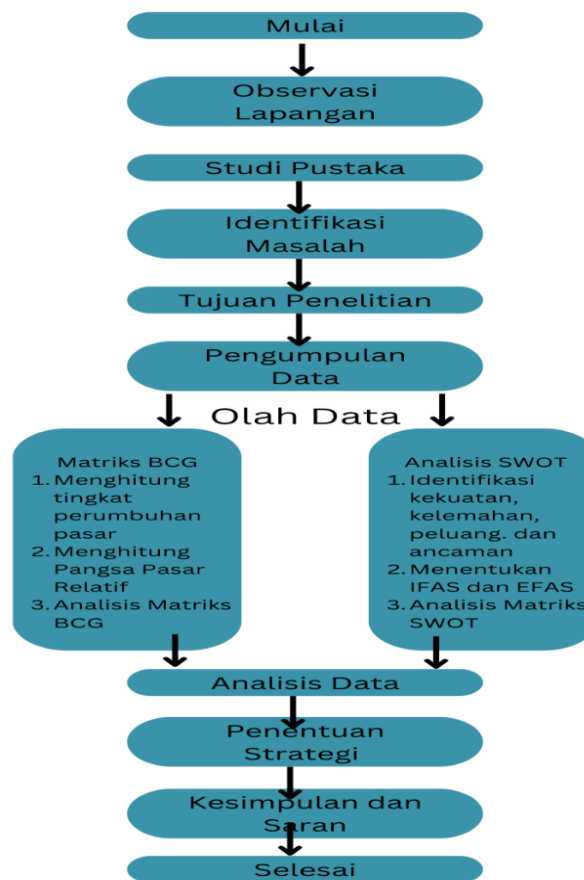 Mulai
Observasi
Lapangan
Studi Pustaka
Identifikasi
Masalah
Tujuan Penelitian
Pengumpulan
Data
Olah Data
Matriks BCG
1. Menghitung
tingkat
perumbuhan
pasar
2. Menghitung
Pangsa Pasar
Relatif
3. Analisis Matriks
BCG
Analisis SWOT
1. Identifikasi
kekuatan,
kelemahan,
peluang. dan
ancaman
2. Menentukan
IFAS dan EFAS
3. Analisis Matriks
SWOT
Analisis Data
Penentuan
Strategi
Kesimpulan dan
Saran
Selesai